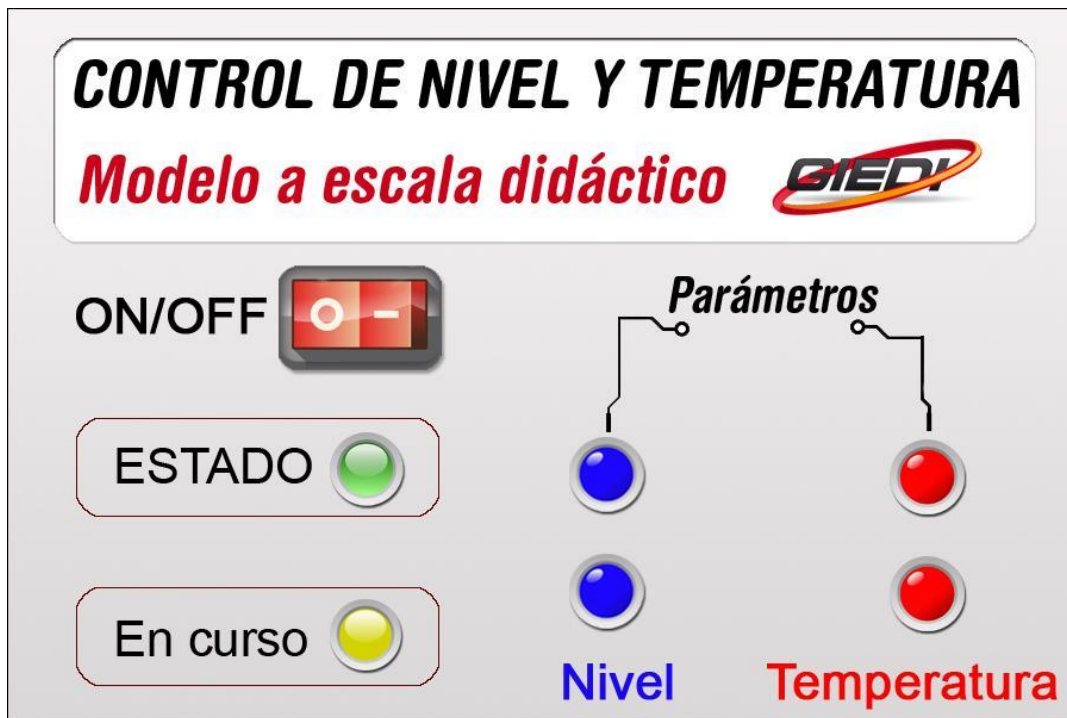 CONTROL DE NIVEL Y TEMPERATURA
Modelo a escala didáctico GIEDI
ON/OFF
Parámetros
ESTADO
En curso
Nivel Temperatura